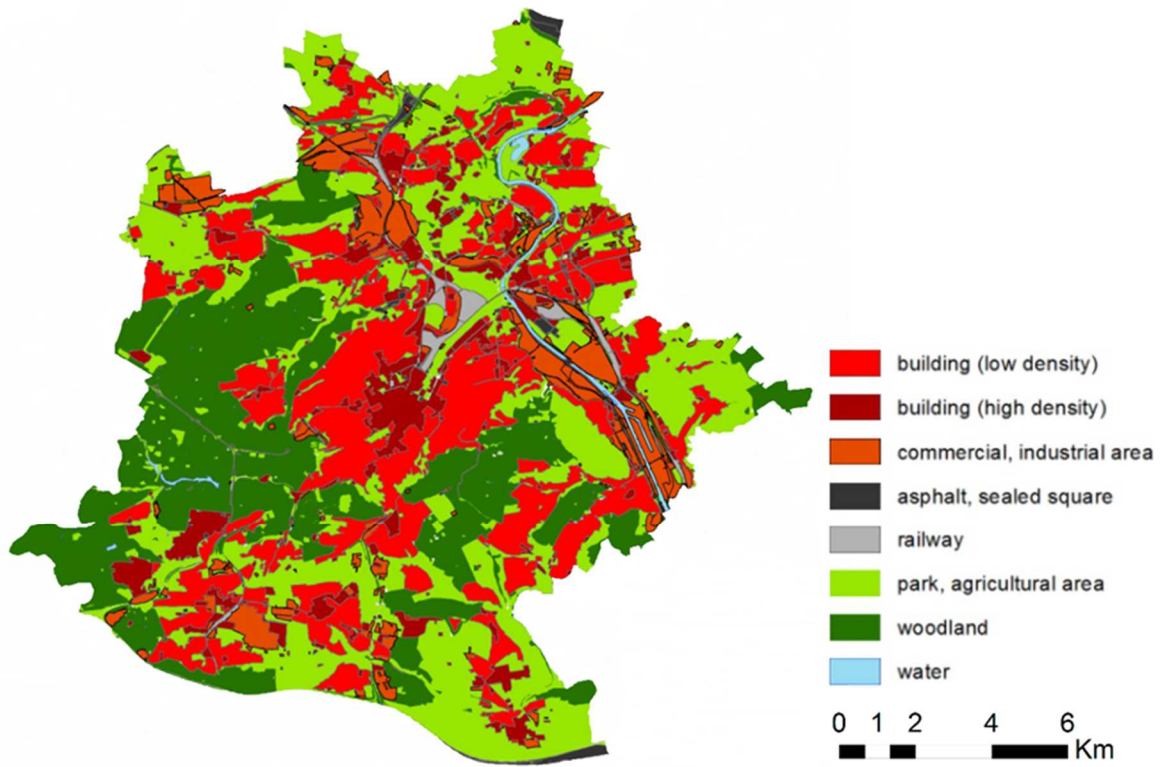 building (low density)
building (high density)
commercial, industrial area
asphalt, sealed square
railway
park, agricultural area
woodland
water
0 1 2 4 6
Km